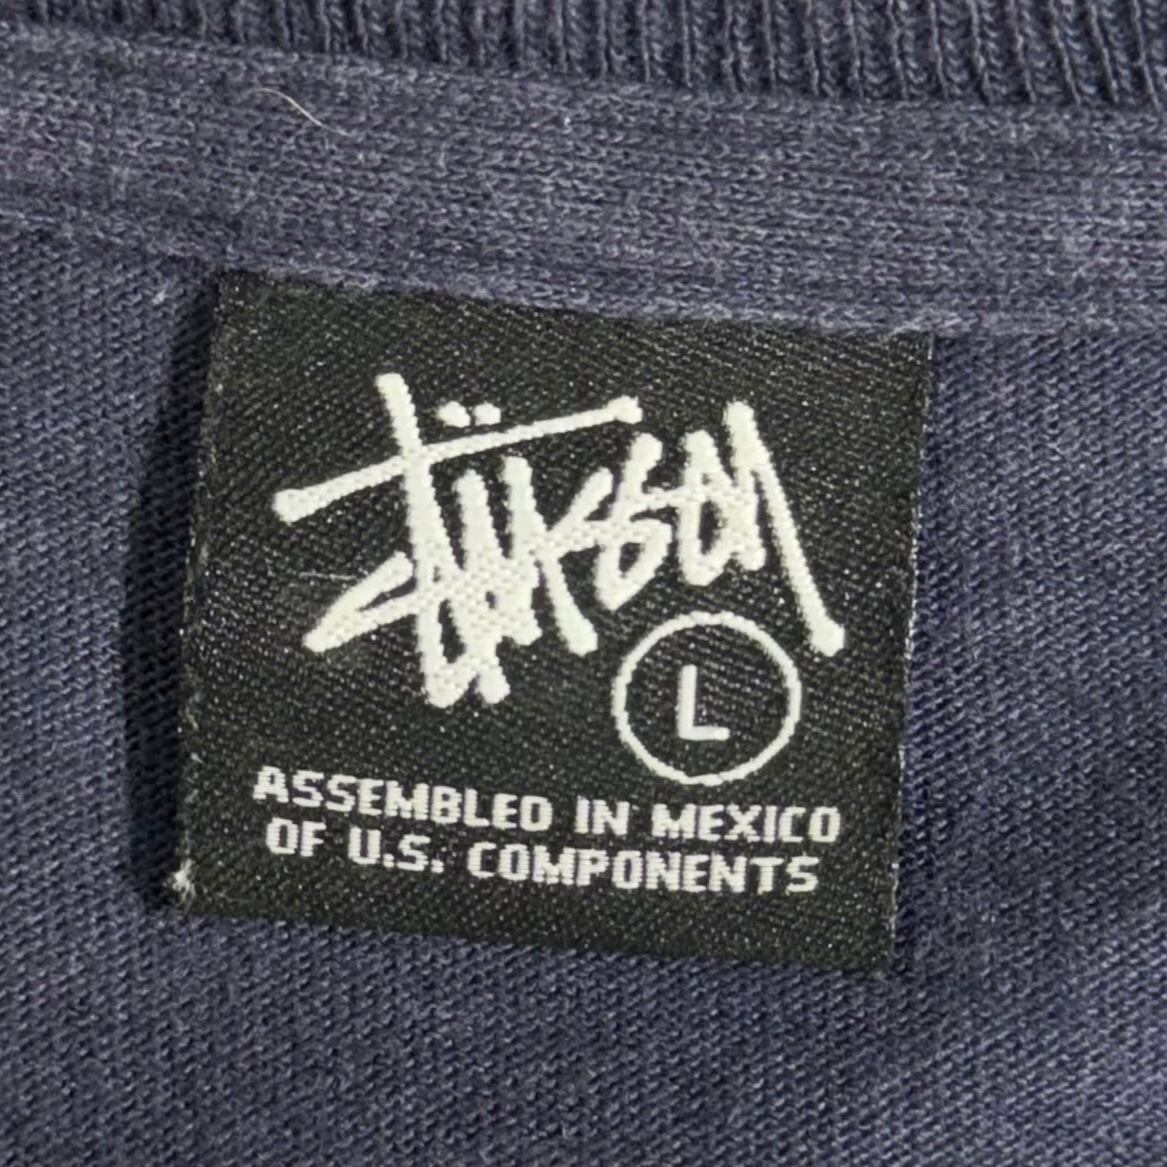 Stüssy
L
ASSEMBLED IN MEXICO
OF U.S. COMPONENTS